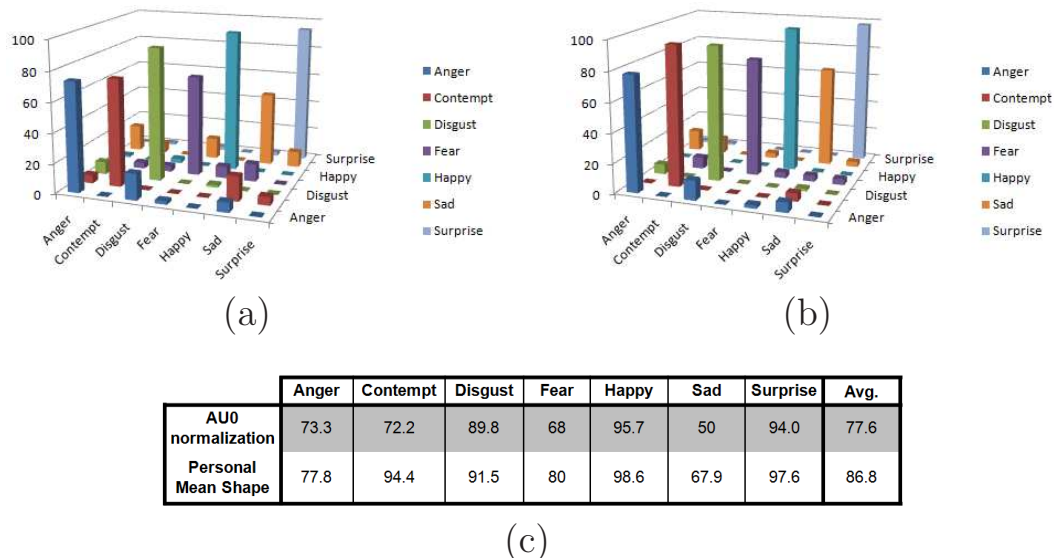 100
80
60
40
20
0
Anger
Contempt
Disgust
Fear
Happy
Sad
Surprise
Surprise
Happy
Disgust
Anger
Anger
Contempt
Disgust
Fear
Happy
Sad
Surprise
(a)
100
80
60
40
20
0
Anger
Contempt
Disgust
Fear
Happy
Sad
Surprise
Surprise
Happy
Disgust
Anger
Anger
Contempt
Disgust
Fear
Happy
Sad
Surprise
(b)
Anger Contempt Disgust Fear Happy Sad Surprise Avg.
AU0
normalization 73.3 72.2 89.8 68 95.7 50 94.0 77.6
Personal
Mean Shape 77.8 94.4 91.5 80 98.6 67.9 97.6 86.8
(c)